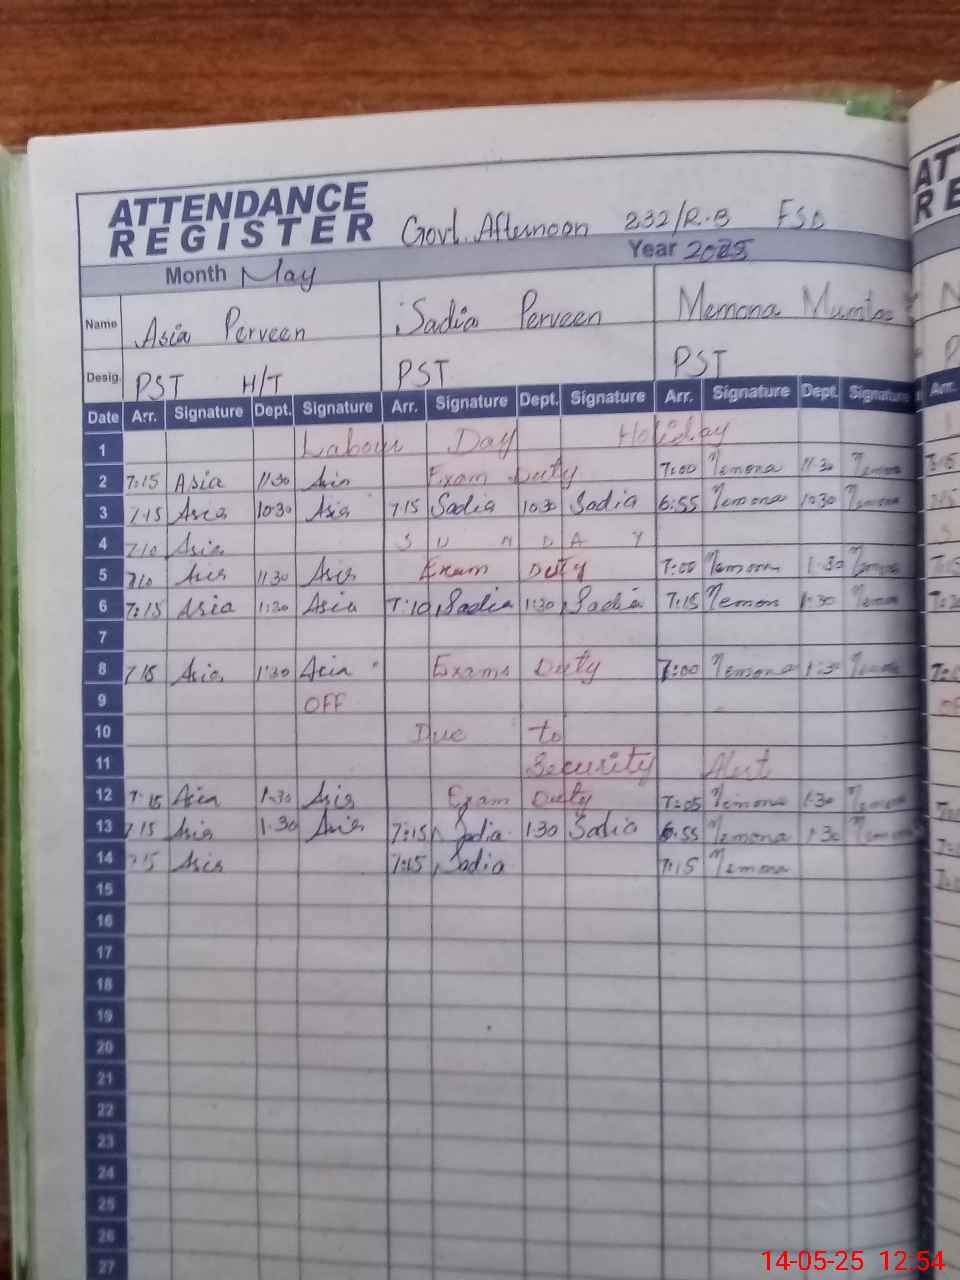 ATTENDANCE
REGISTER Govt. Afternoon 232/R-B FSD
Month May Year 2025
Name Asia Perveen Sadia Perveen Memona Mumtaz
Desig. PST H/T PST PST
Date Arr. Signature Dept. Signature Arr. Signature Dept. Signature Arr. Signature Dept. Signature Arr.
1 Labour Day Holiday
2 7:15 Asia 11:30 Asia Exam Duty 7:00 Memona 11:30 Memona
3 7:15 Asia 10:30 Asia 7:15 Sadia 10:30 Sadia 6:55 Memona 10:30 Memona
4 7:10 Asia S U N D A Y
5 7:10 Asia 11:30 Asia Exam Duty 7:00 Memona 1:30 Memona
6 7:15 Asia 1:30 Asia 7:10 Sadia 1:30 Sadia 7:15 Memona 1:30 Memona
7
8 7:15 Asia 1:30 Asia Exams Duty 7:00 Memona 1:30
9 OFF
10 Due to
11 Security Alert
12 7:15 Asia 1:30 Asia Exam Duty 7:05 Memona 1:30 Memona
13 7:15 Asia 1:30 Asia 7:15 Sadia 1:30 Sadia 6:55 Memona 1:30 Memona
14 7:15 Asia 7:15 Sadia 7:15 Memona
15
16
17
18
19
20
21
22
23
24
25
26
27
14-05-25 12:54